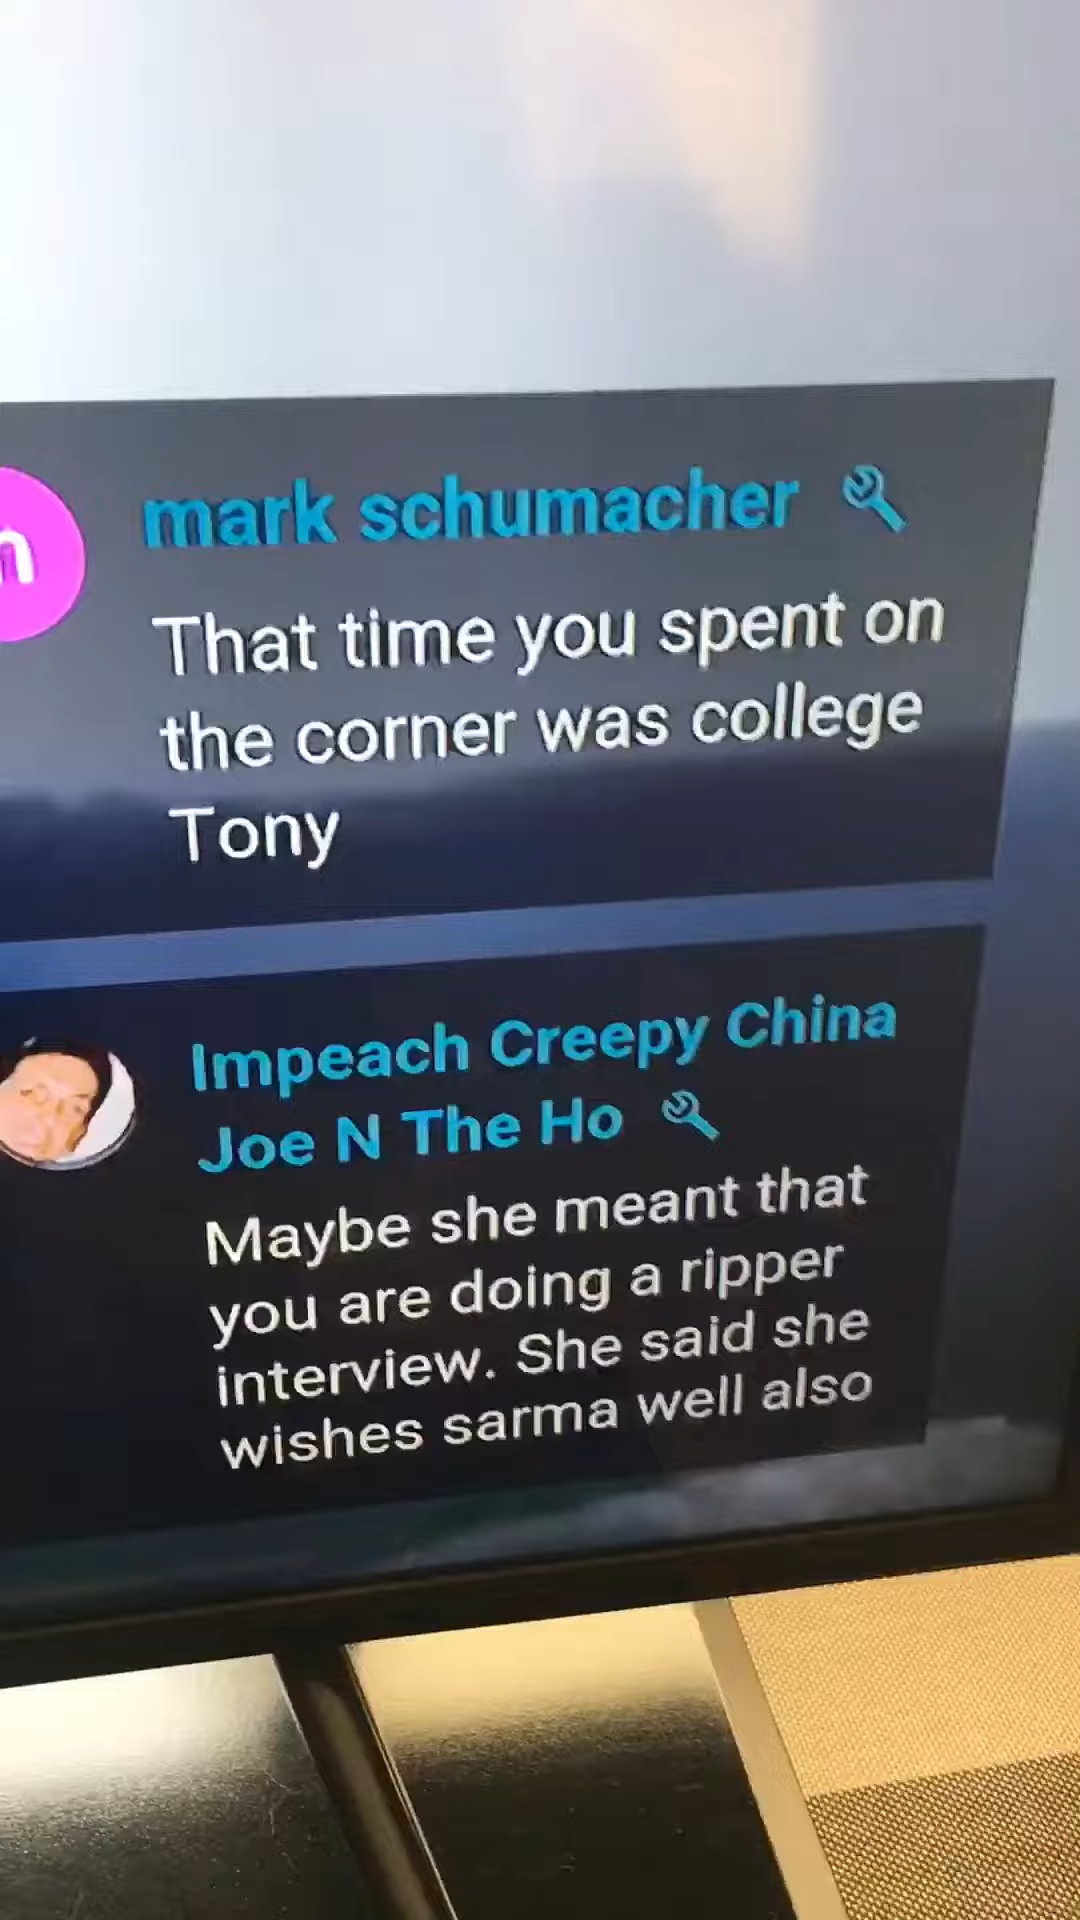 n
mark schumacher
That time you spent on
the corner was college
Tony
Impeach Creepy China
Joe N The Ho
Maybe she meant that
you are doing a ripper
interview. She said she
wishes sarma well also